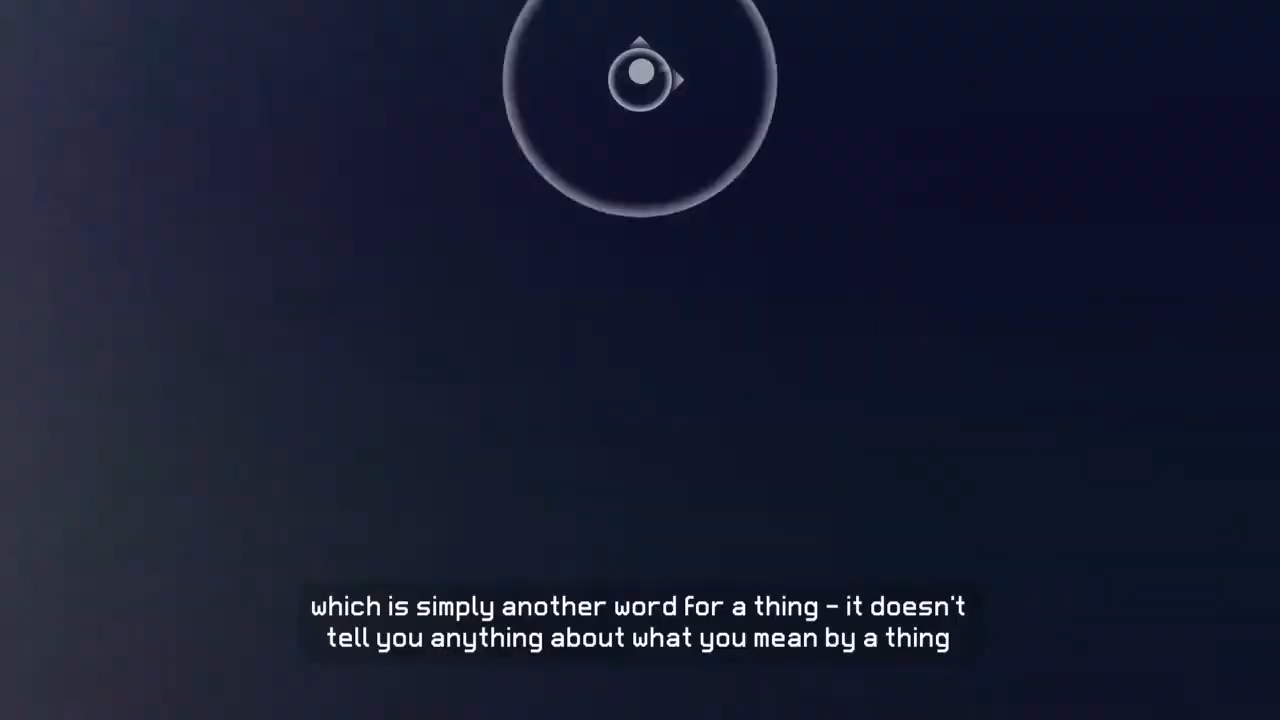 which is simply another word for a thing - it doesn't
tell you anything about what you mean by a thing